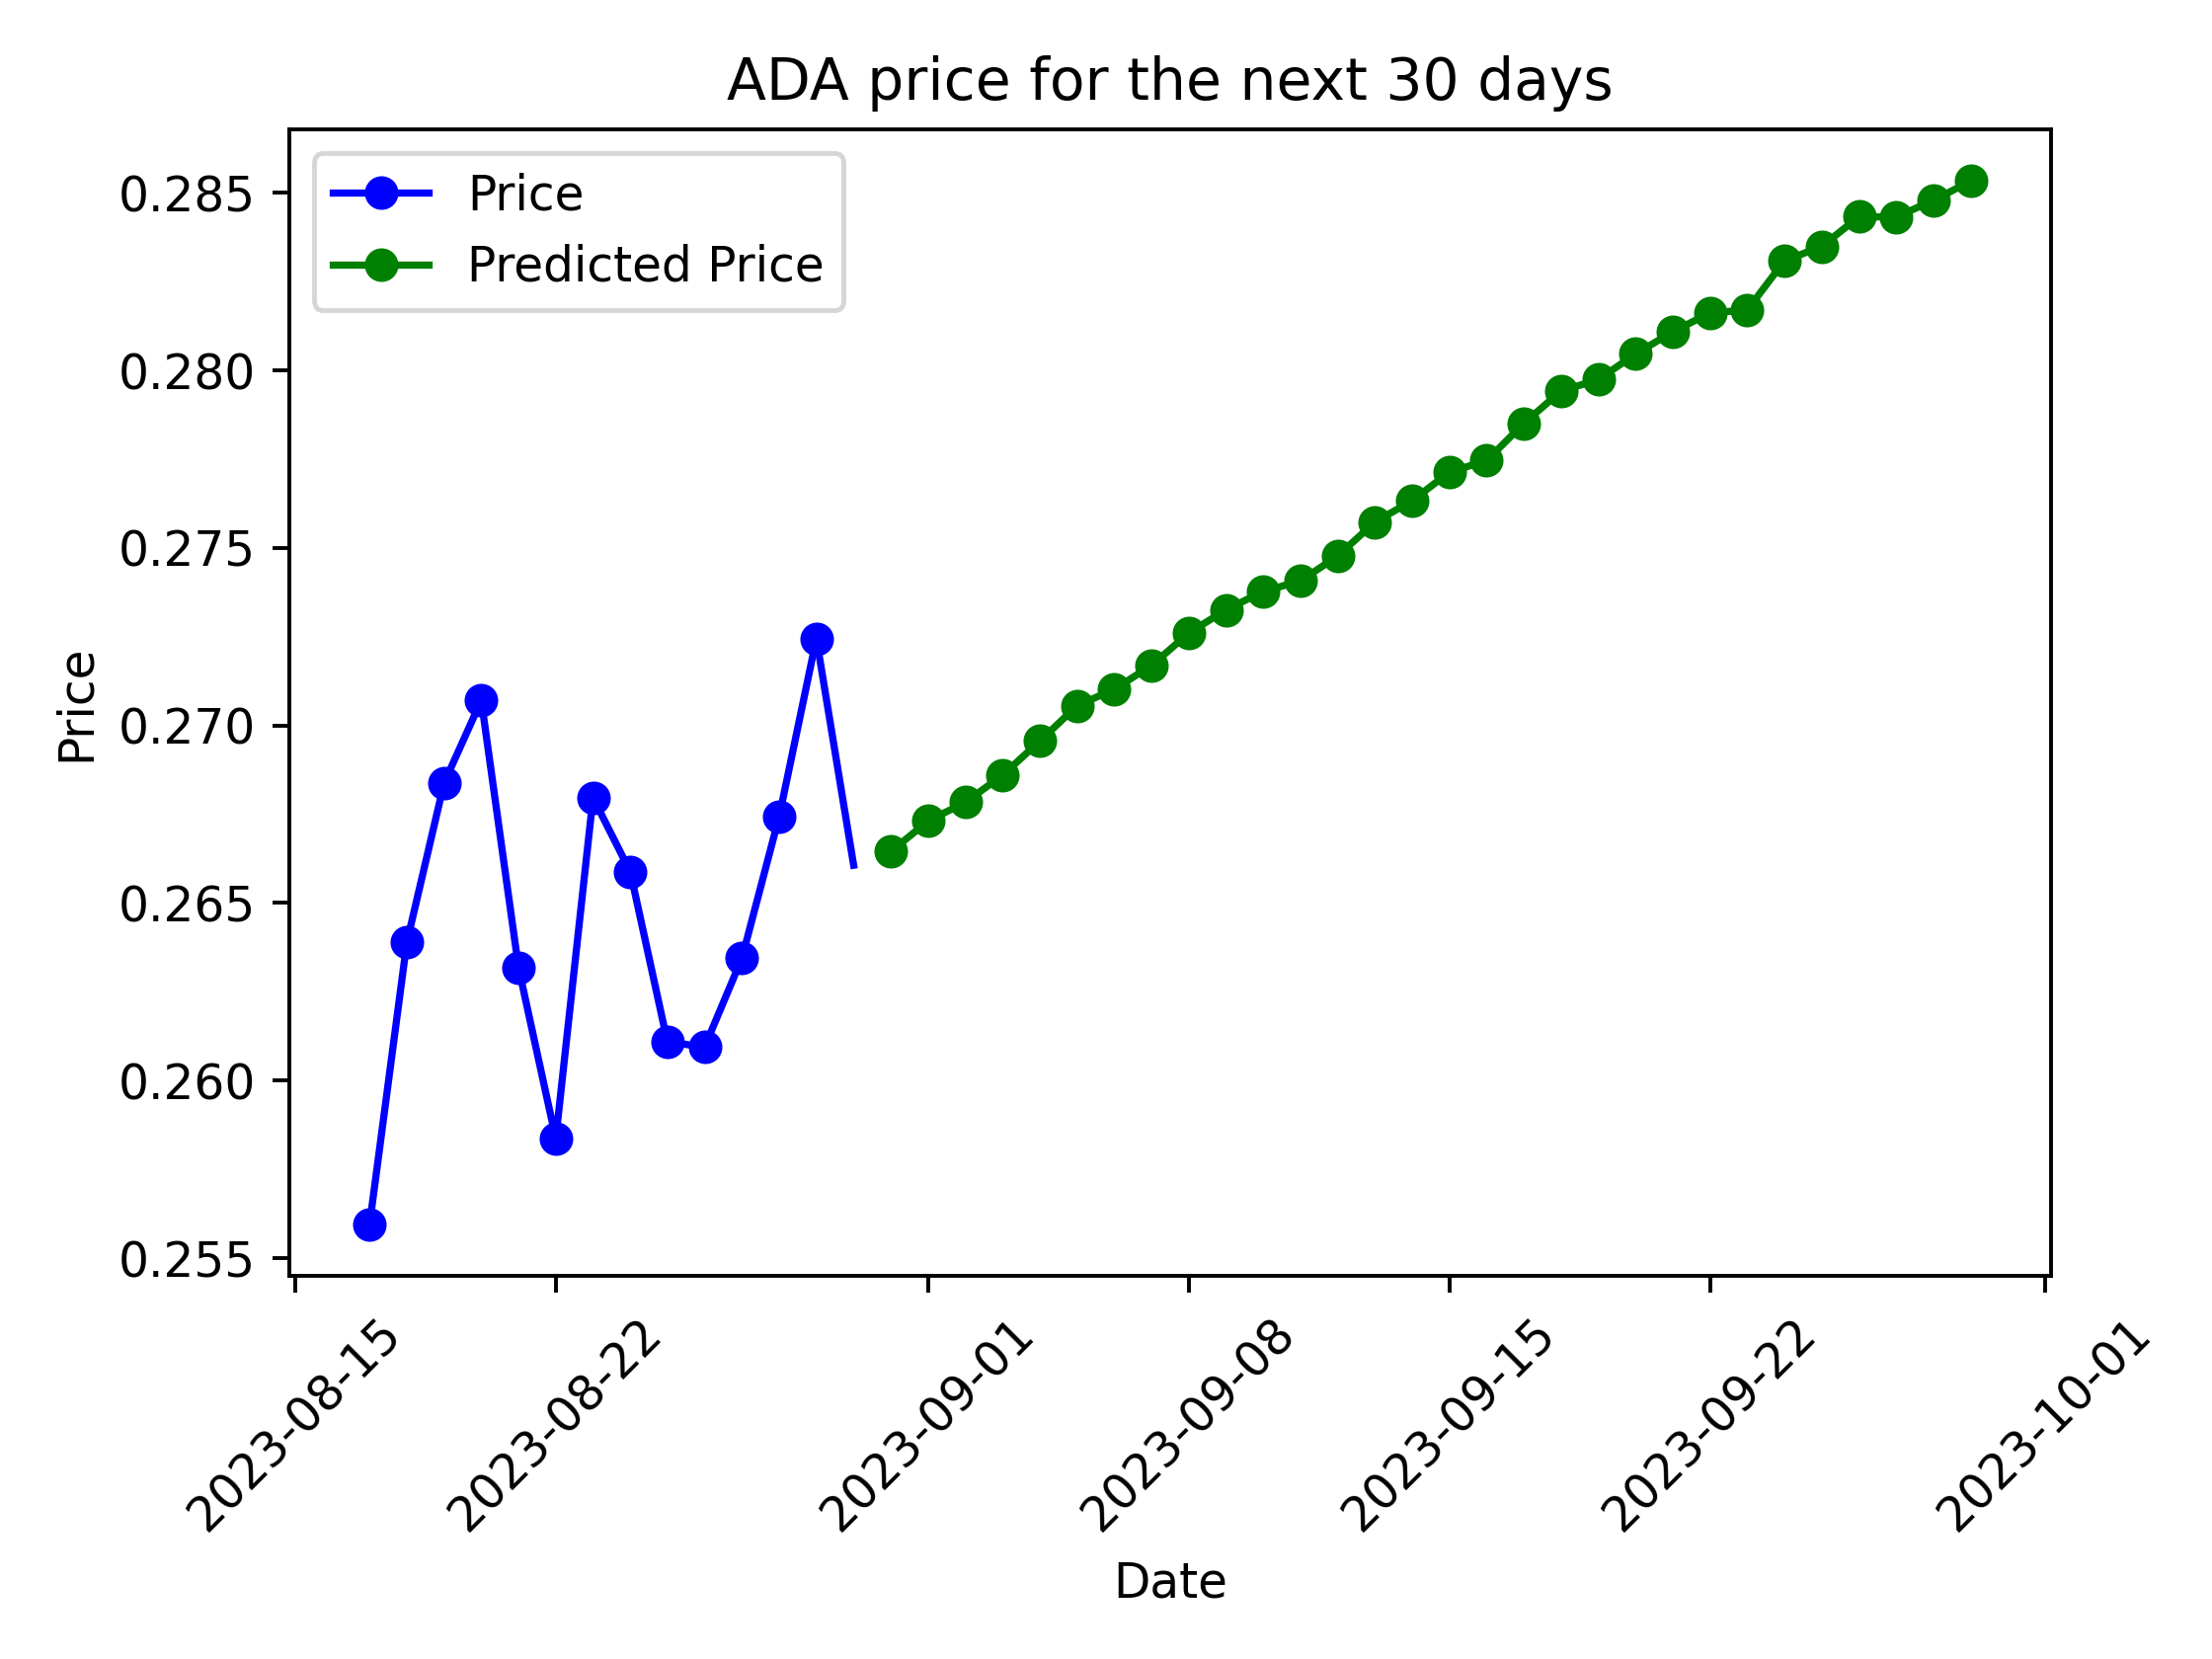 ADA price for the next 30 days
Price
Predicted Price
0.285
0.280
0.275
0.270
0.265
0.260
0.255
Price
2023-08-15
2023-08-22
2023-09-01
2023-09-08
2023-09-15
2023-09-22
2023-10-01
Date